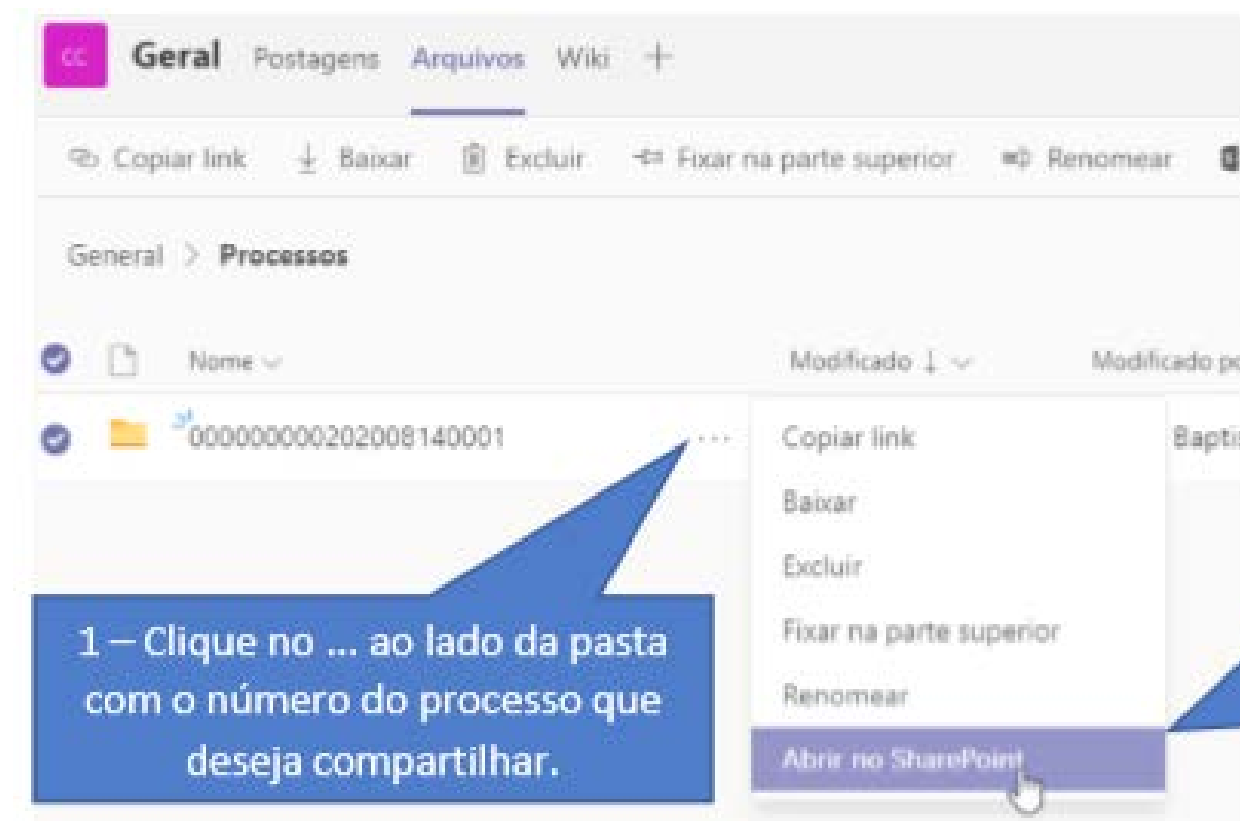 CC Geral Postagens Arquivos Wiki +
Copiar link Baixar Excluir Fixar na parte superior Renomear
General > Processos
Nome Modificado ↓ Modificado po
000000000202008140001 ... Baptis
Copiar link
Baixar
Excluir
Fixar na parte superior
Renomear
Abrir no SharePoint
1 – Clique no ... ao lado da pasta
com o número do processo que
deseja compartilhar.